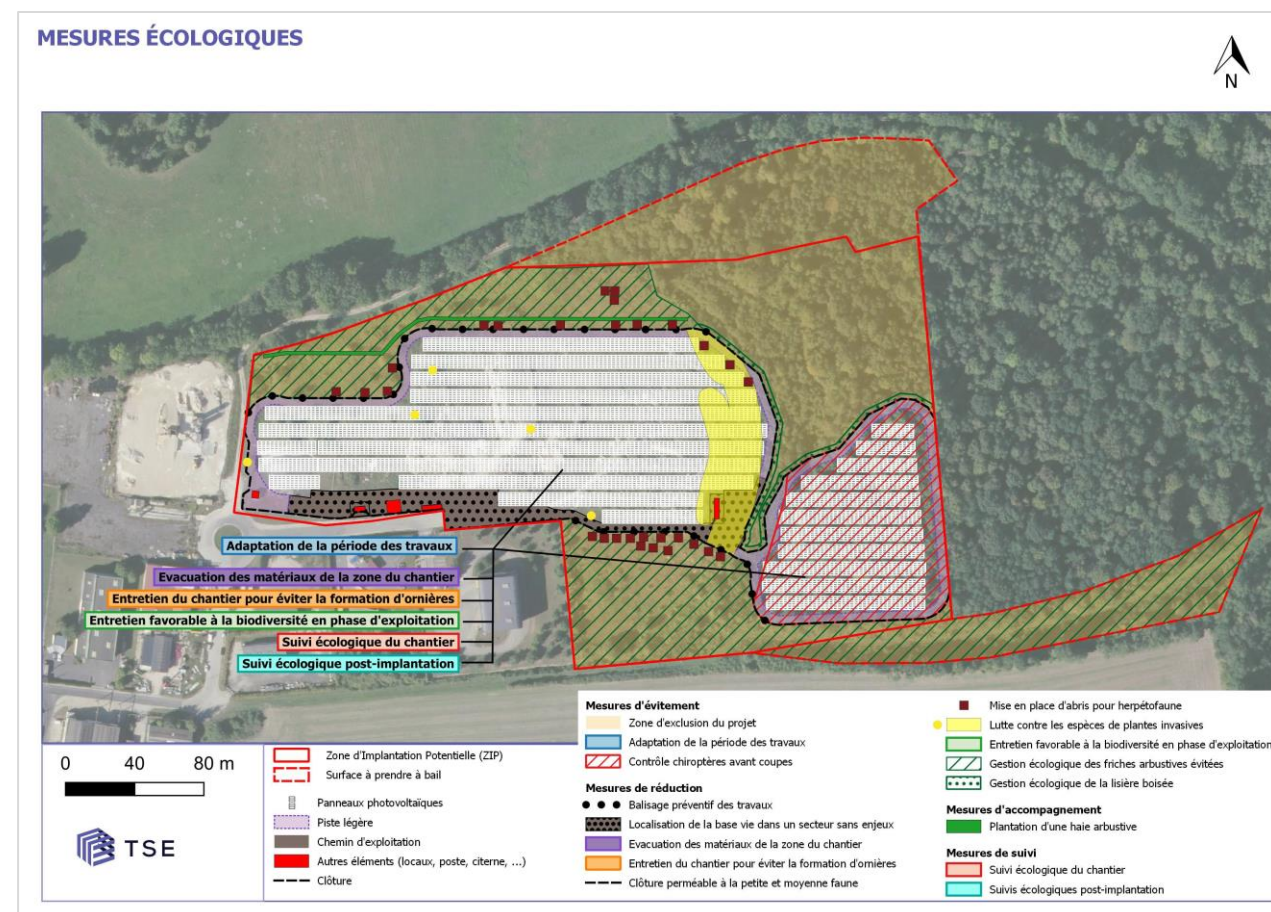 MESURES ÉCOLOGIQUES
N
Adaptation de la période des travaux
Evacuation des matériaux de la zone du chantier
Entretien du chantier pour éviter la formation d'ornières
Entretien favorable à la biodiversité en phase d'exploitation
Suivi écologique du chantier
Suivi écologique post-implantation
0 40 80 m
TSE
Zone d'Implantation Potentielle (ZIP)
Surface à prendre à bail
Panneaux photovoltaïques
Piste légère
Chemin d'exploitation
Autres éléments (locaux, poste, citerne, ...)
Clôture
Mesures d'évitement
Zone d'exclusion du projet
Adaptation de la période des travaux
Contrôle chiroptères avant coupes
Mesures de réduction
Balisage préventif des travaux
Localisation de la base vie dans un secteur sans enjeux
Evacuation des matériaux de la zone du chantier
Entretien du chantier pour éviter la formation d'ornières
Clôture perméable à la petite et moyenne faune
Mise en place d'abris pour herpétofaune
Lutte contre les espèces de plantes invasives
Entretien favorable à la biodiversité en phase d'exploitation
Gestion écologique des friches arbustives évitées
Gestion écologique de la lisière boisée
Mesures d'accompagnement
Plantation d'une haie arbustive
Mesures de suivi
Suivi écologique du chantier
Suivis écologiques post-implantation